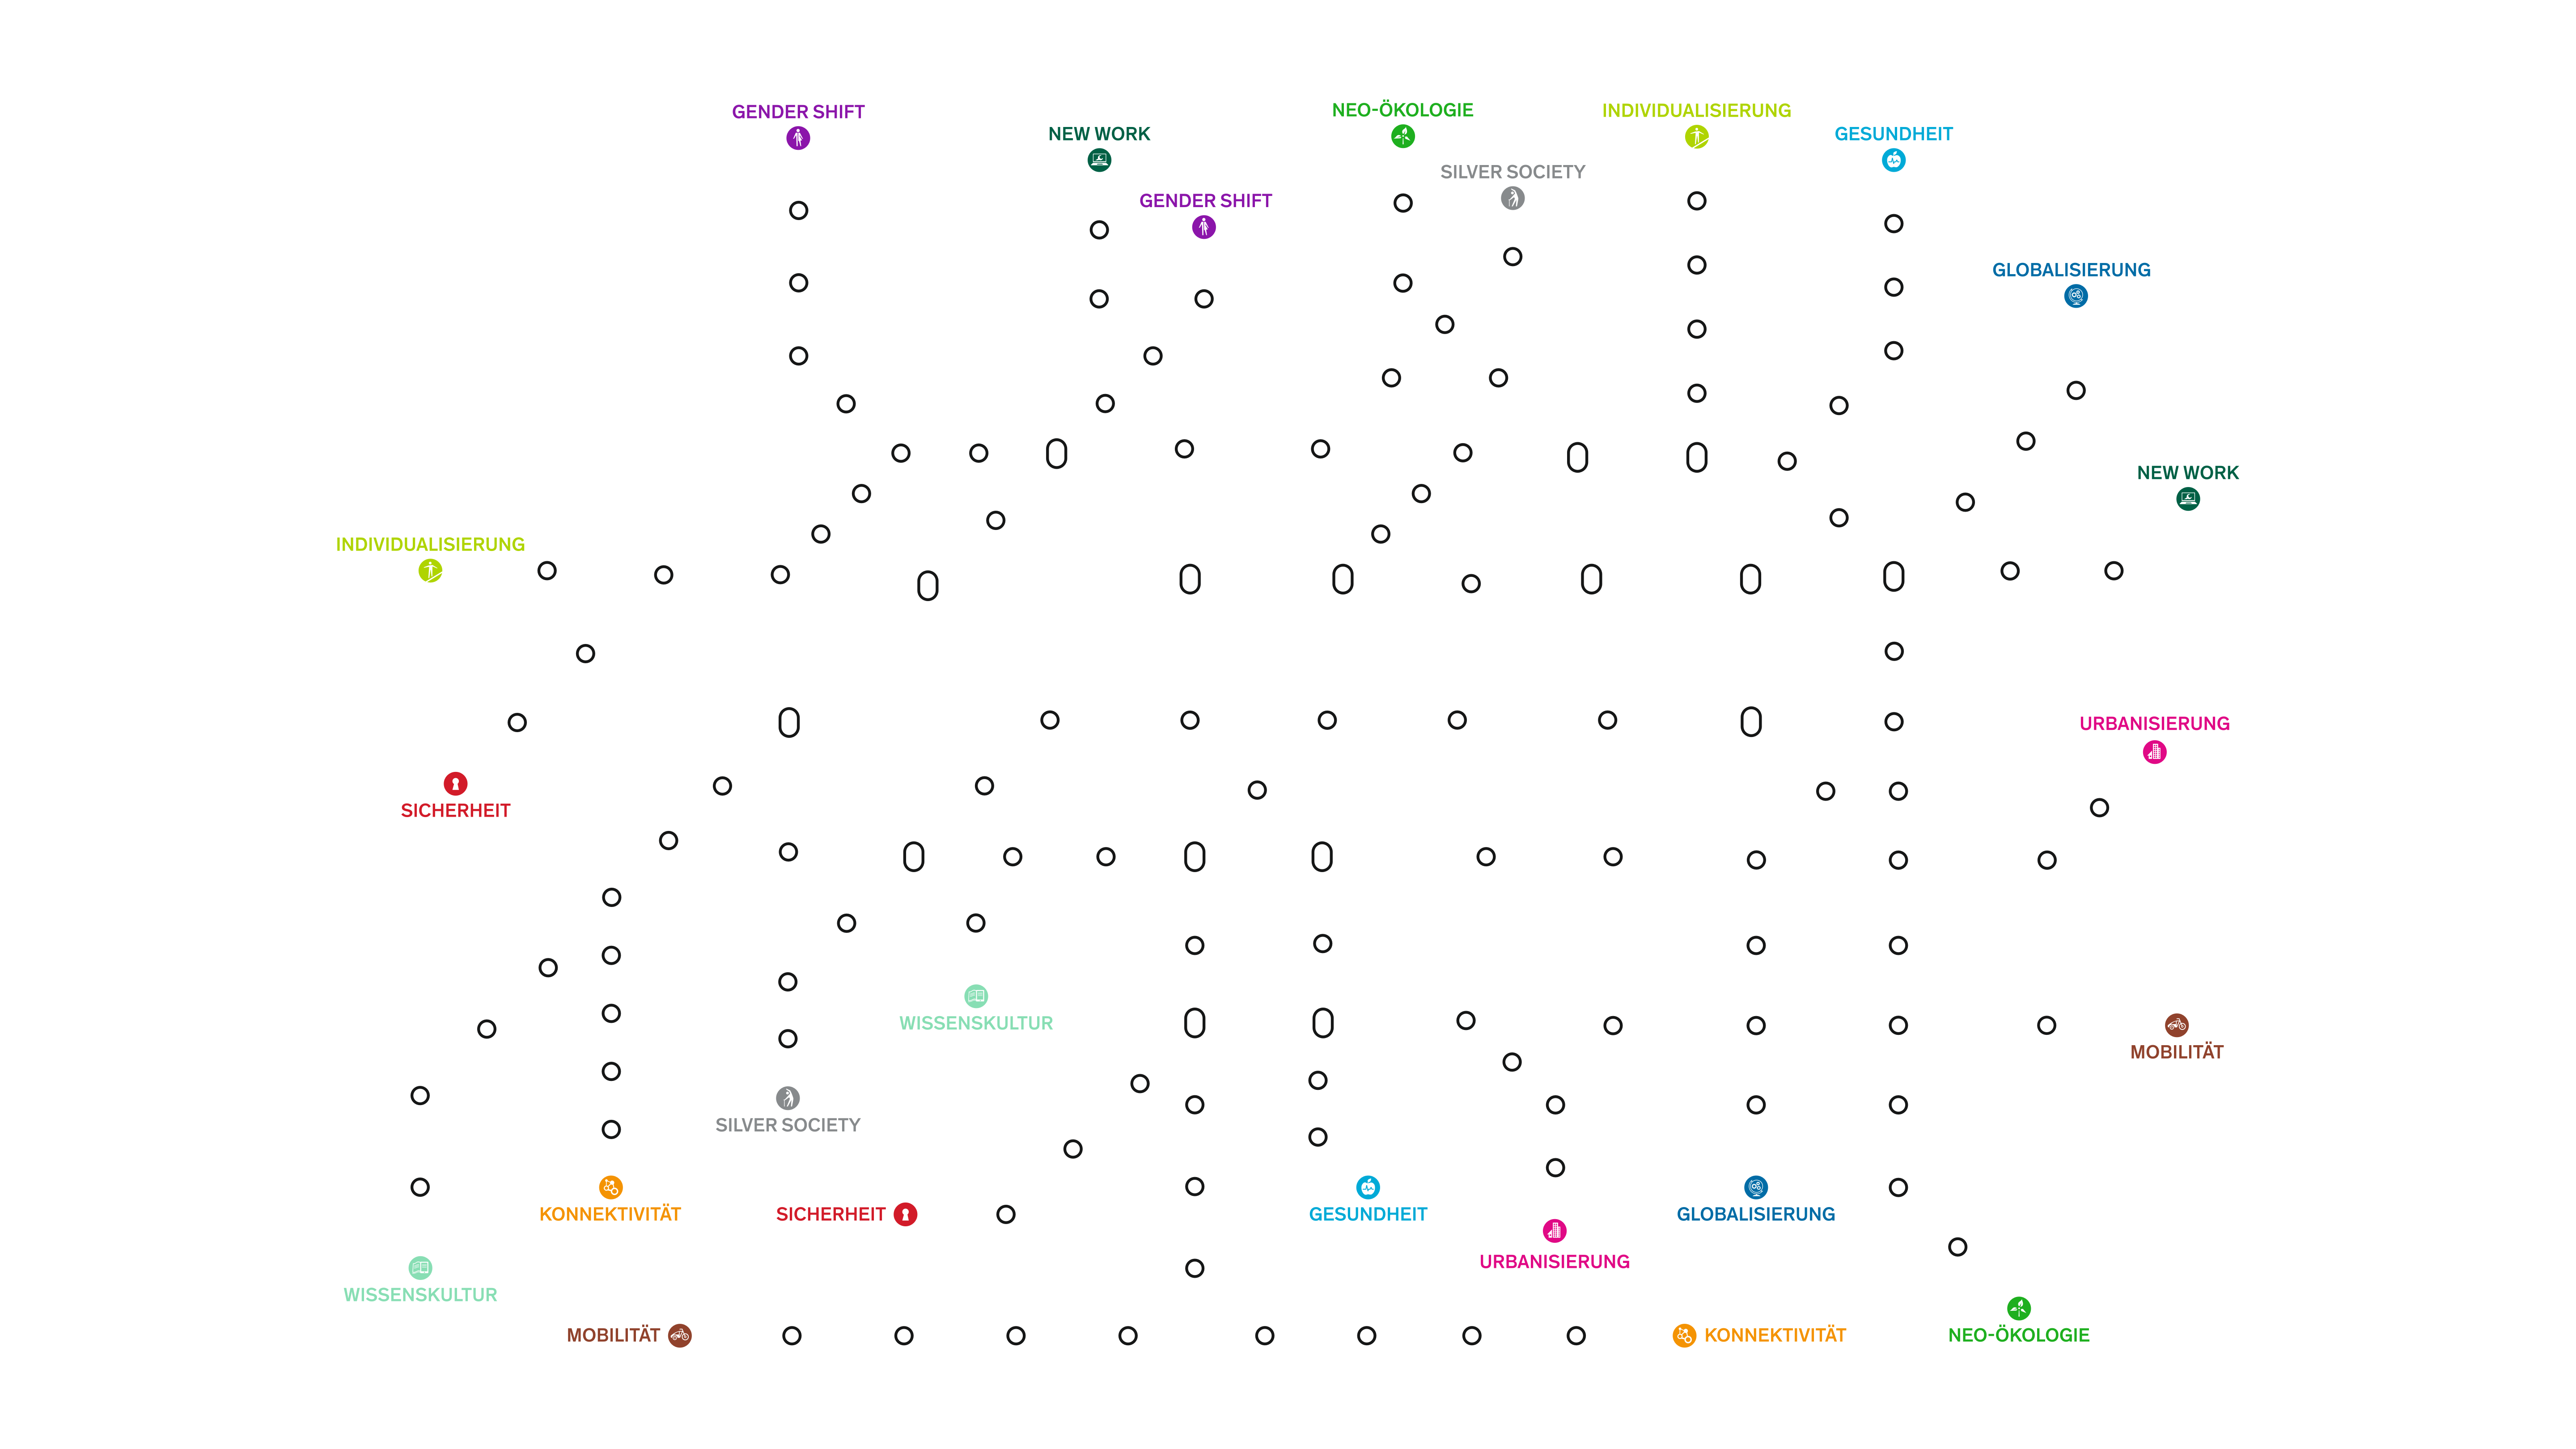 NEO-ÖKOLOGIE
INDIVIDUALISIERUNG
GENDER SHIFT
NEW WORK
GESUNDHEIT
SILVER SOCIETY
GENDER SHIFT
GLOBALISIERUNG
NEW WORK
INDIVIDUALISIERUNG
URBANISIERUNG
SICHERHEIT
WISSENSKULTUR
MOBILITÄT
SILVER SOCIETY
KONNEKTIVITÄT
SICHERHEIT
GESUNDHEIT
GLOBALISIERUNG
URBANISIERUNG
WISSENSKULTUR
MOBILITÄT
KONNEKTIVITÄT
NEO-ÖKOLOGIE